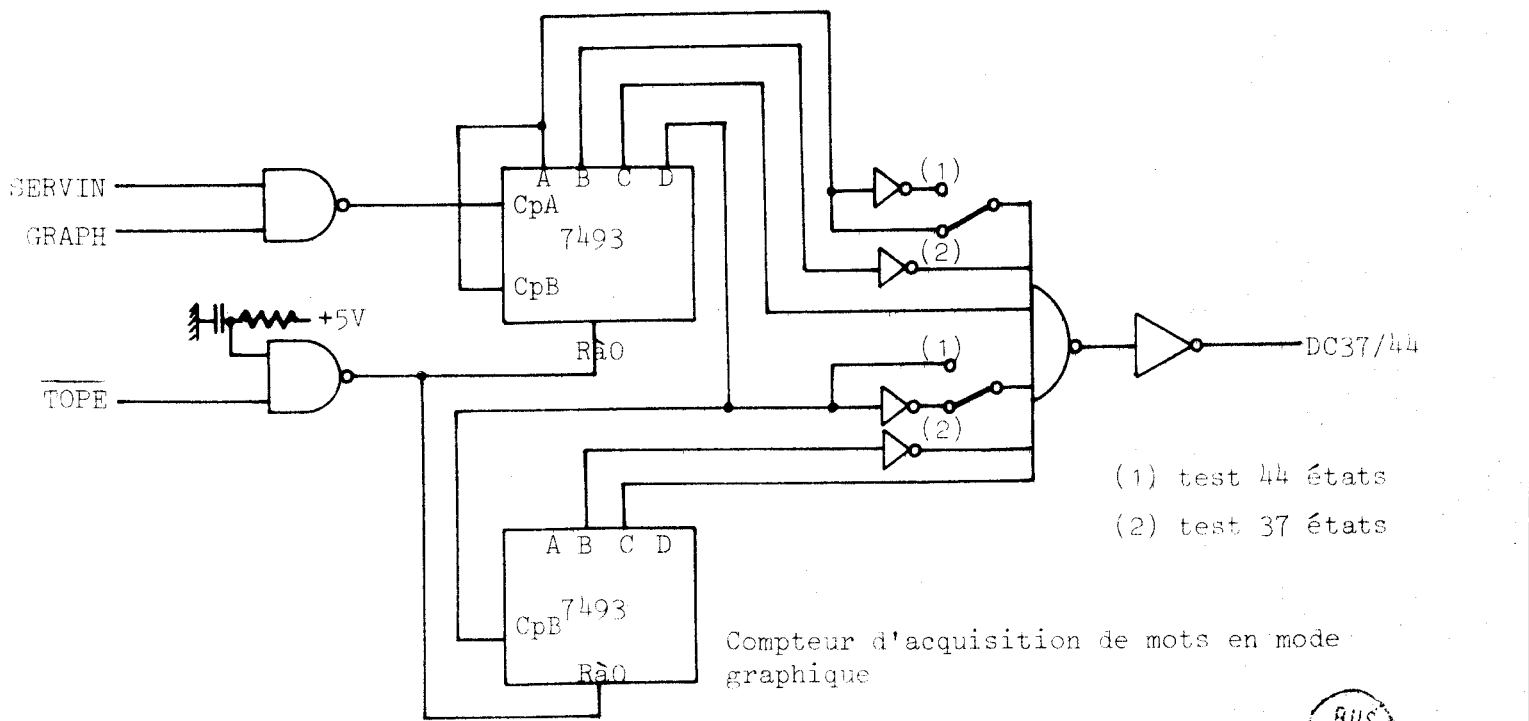 A B C D
SERVIN
GRAPH
CpA
7493
CpB
RàO
+5V
TOPE
(1)
(2)
(1)
(2)
DC37/44
(1) test 44 états
(2) test 37 états
A B C D
7493
CpB
RàO
Compteur d'acquisition de mots en mode
graphique